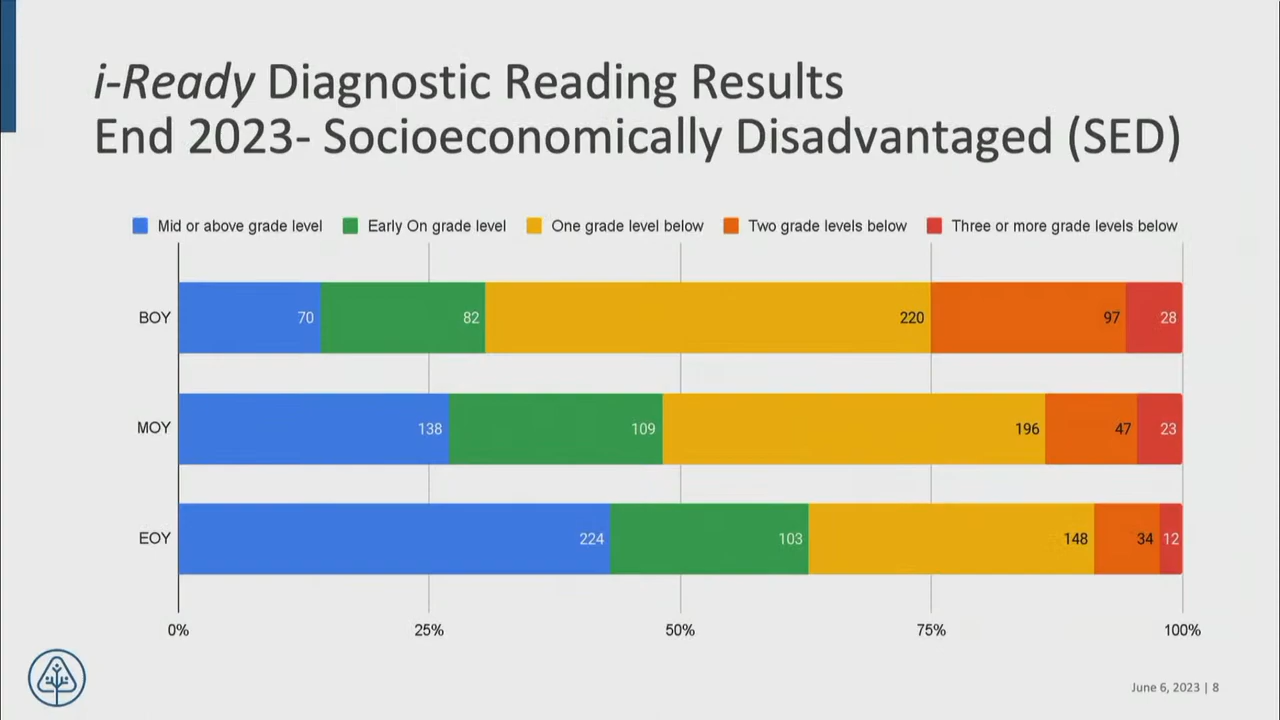 i-Ready Diagnostic Reading Results
End 2023- Socioeconomically Disadvantaged (SED)
Mid or above grade level Early On grade level One grade level below Two grade levels below Three or more grade levels below
BOY 70 82 220 97 28
MOY 138 109 196 47 23
EOY 224 103 148 34 12
0% 25% 50% 75% 100%
June 6, 2023 | 8